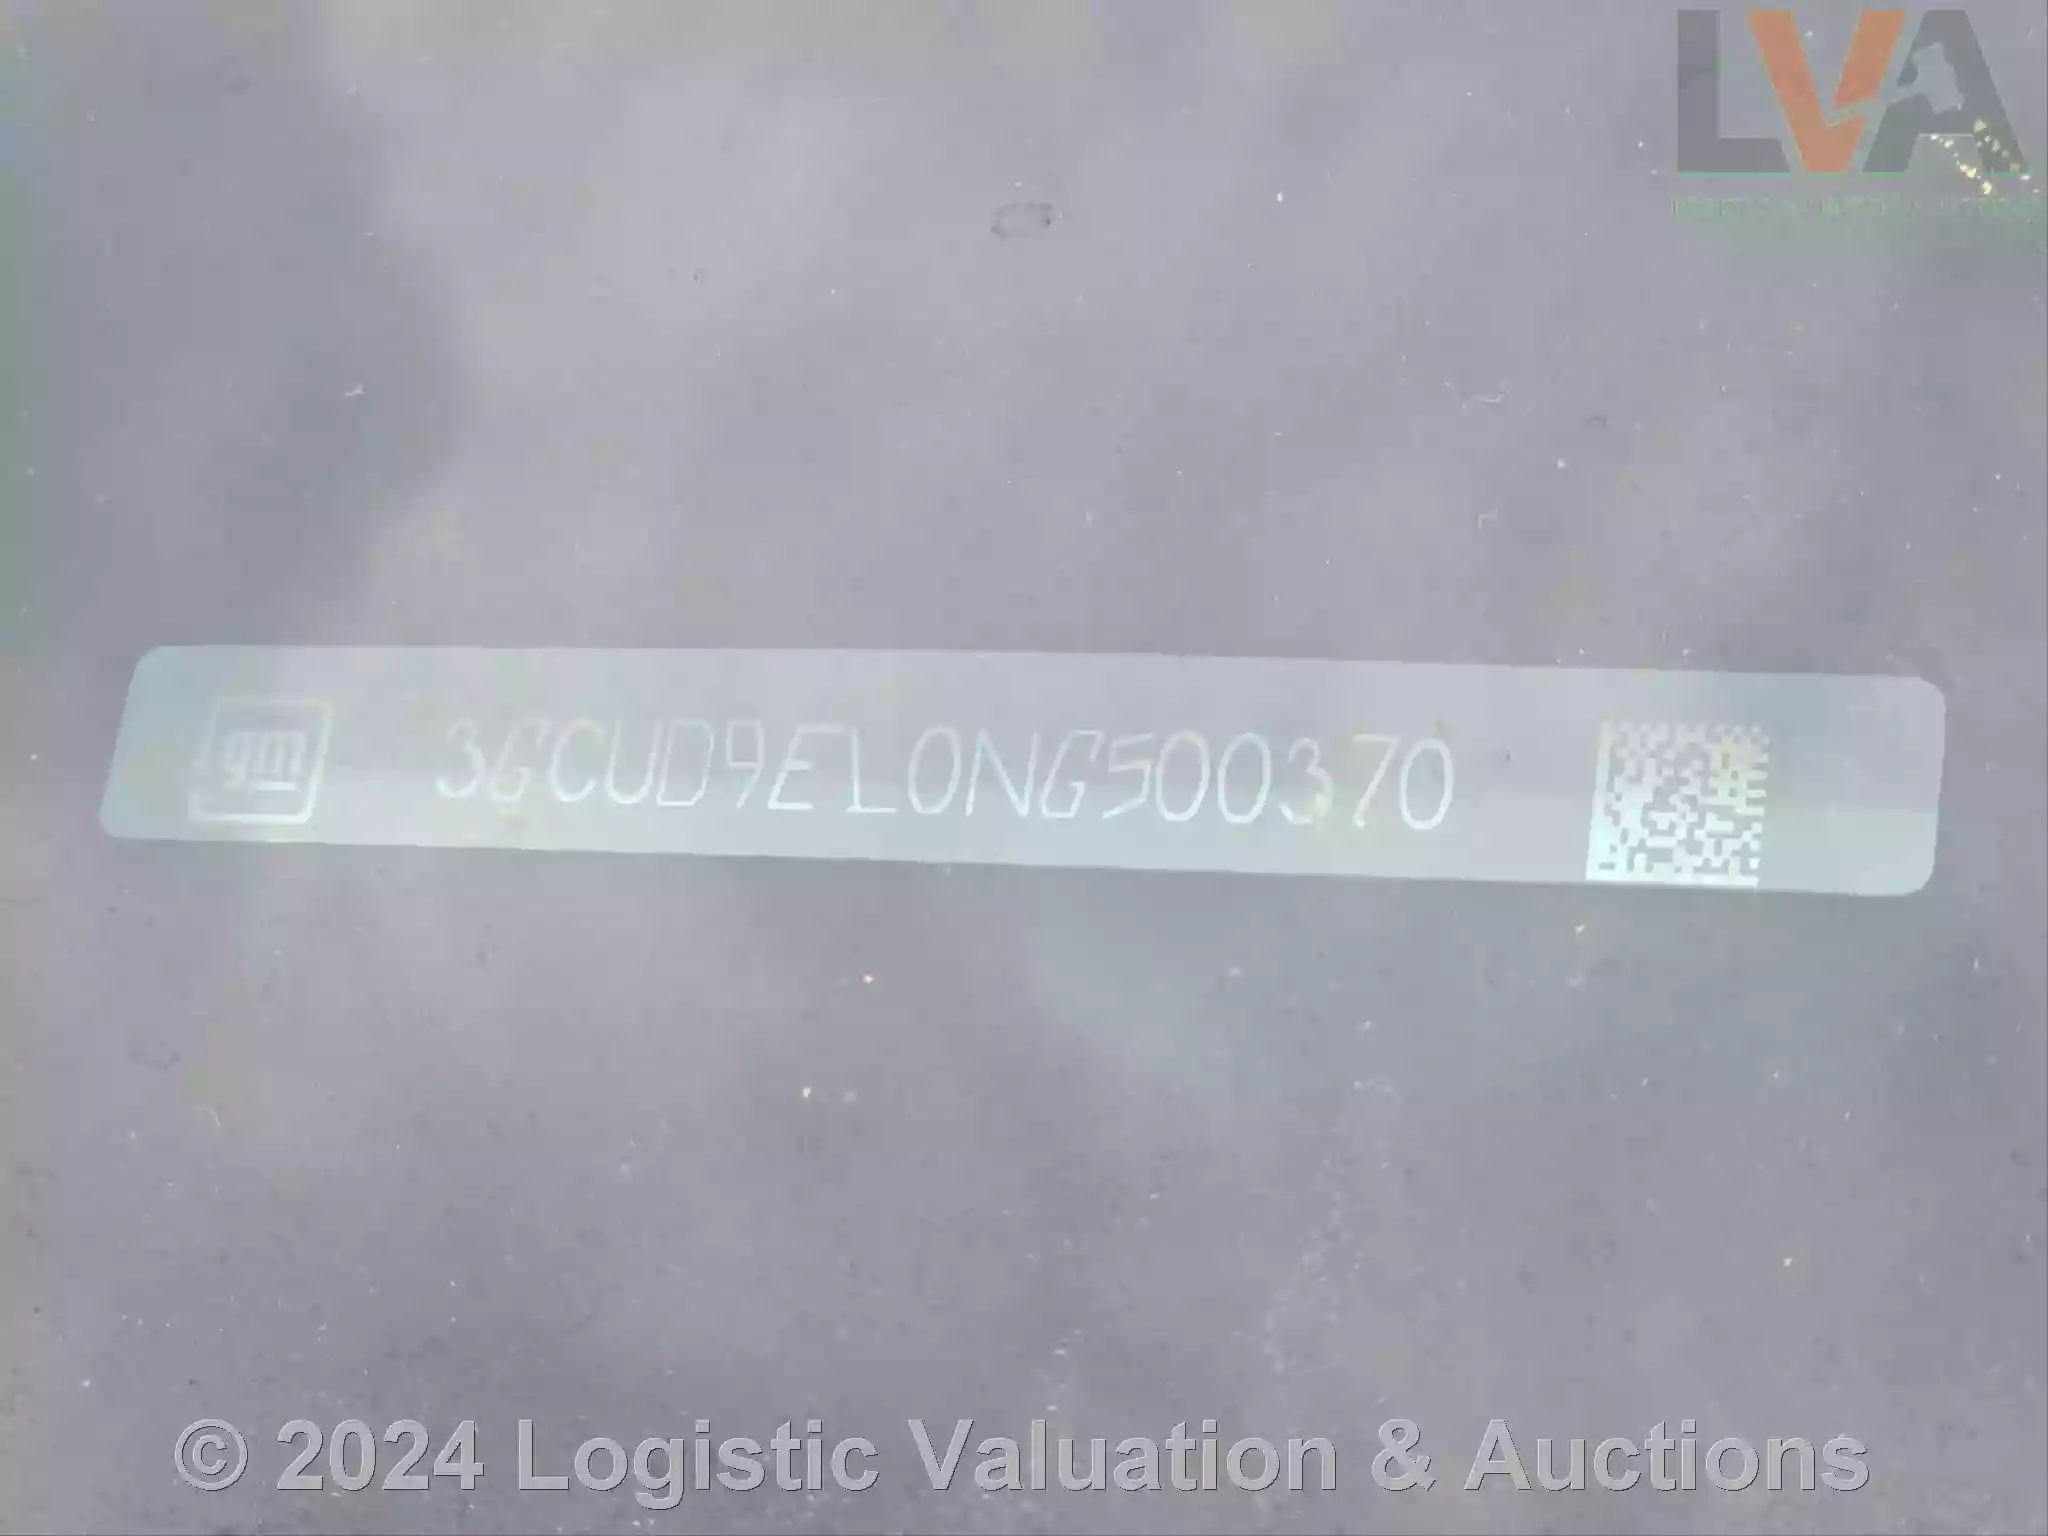 LVA
gm 3GCUD9EL0NG500370
© 2024 Logistic Valuation & Auctions